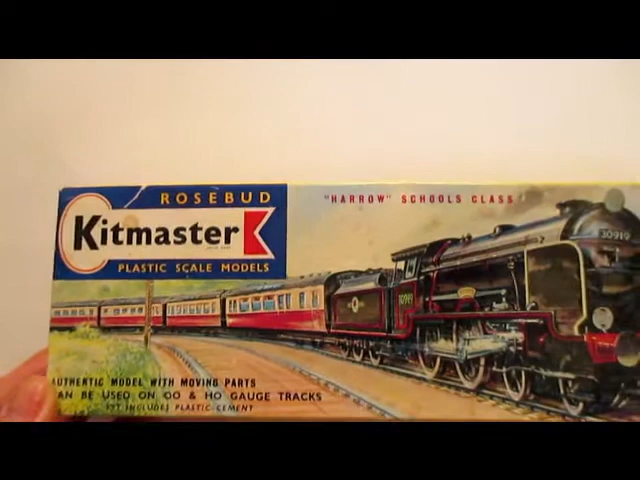 ROSEBUD
Kitmaster
PLASTIC SCALE MODELS
"HARROW" SCHOOLS CLASS
30919
30919
AUTHENTIC MODEL WITH MOVING PARTS
CAN BE USED ON OO & HO GAUGE TRACKS
KIT INCLUDES PLASTIC CEMENT